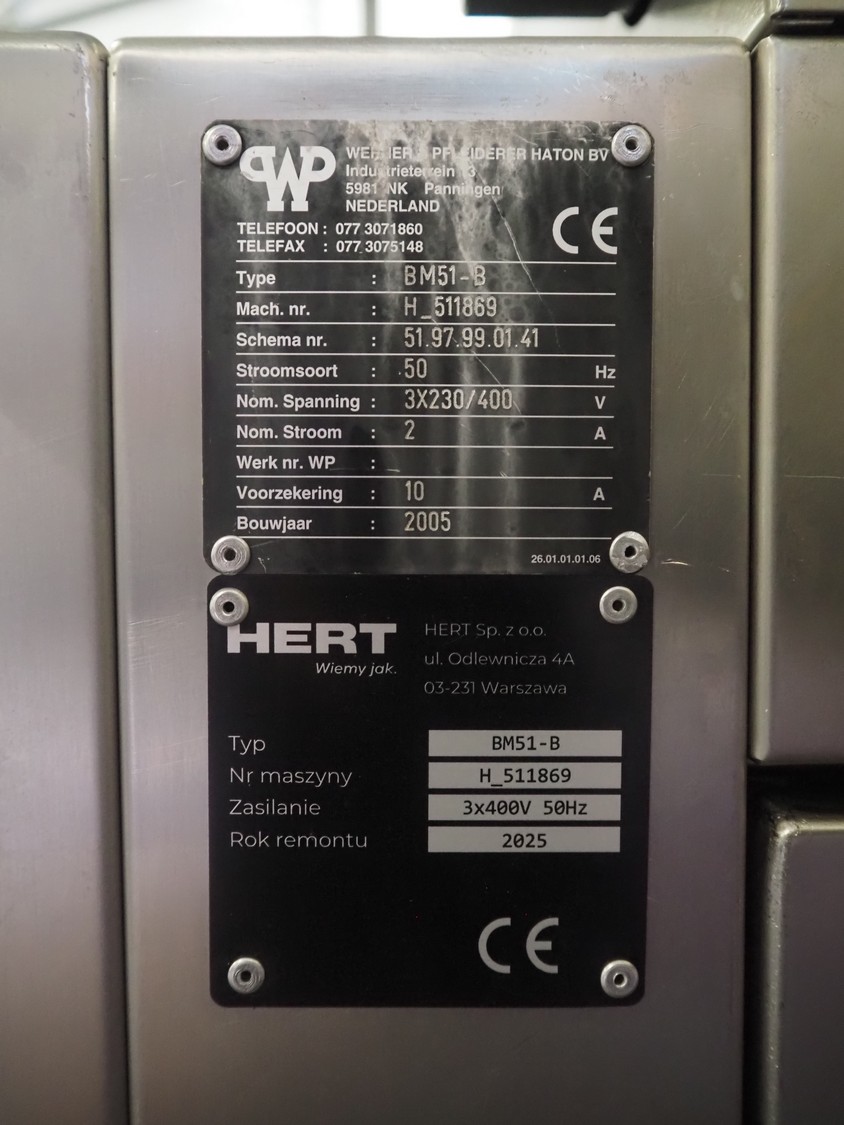 WP
WERNER & PFLEIDERER HATON BV
Industrieterrein 13
5981 NK Panningen
NEDERLAND
TELEFOON : 077 3071860
TELEFAX : 077 3075148
CE
Type : BM51-B
Mach. nr. : H_511869
Schema nr. : 51.97.99.01.41
Stroomsoort : 50 Hz
Nom. Spanning : 3X230/400 V
Nom. Stroom : 2 A
Werk nr. WP :
Voorzekering : 10 A
Bouwjaar : 2005
26.01.01.01.06
HERT
Wiemy jak.
HERT Sp. z o.o.
ul. Odlewnicza 4A
03-231 Warszawa
Typ BM51-B
Nr maszyny H_511869
Zasilanie 3x400V 50Hz
Rok remontu 2025
CE